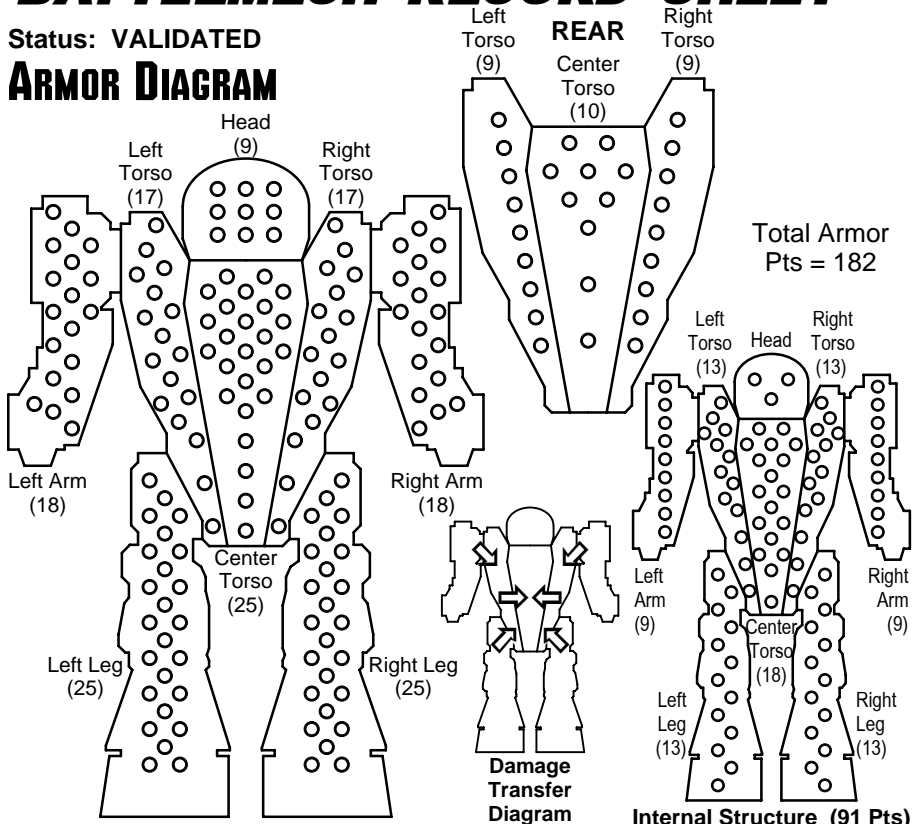 BATTLEMECH RECORD SHEET
Status: VALIDATED
ARMOR DIAGRAM
Head
(9)
Left
Torso
(17)
Right
Torso
(17)
Left Arm
(18)
Right Arm
(18)
Center
Torso
(25)
Left Leg
(25)
Right Leg
(25)
Left
Torso
(9)
REAR
Center
Torso
(10)
Right
Torso
(9)
Total Armor
Pts = 182
Left
Torso
(13)
Head
Right
Torso
(13)
Left
Arm
(9)
Right
Arm
(9)
Center
Torso
(18)
Left
Leg
(13)
Right
Leg
(13)
Damage
Transfer
Diagram
Internal Structure (91 Pts)